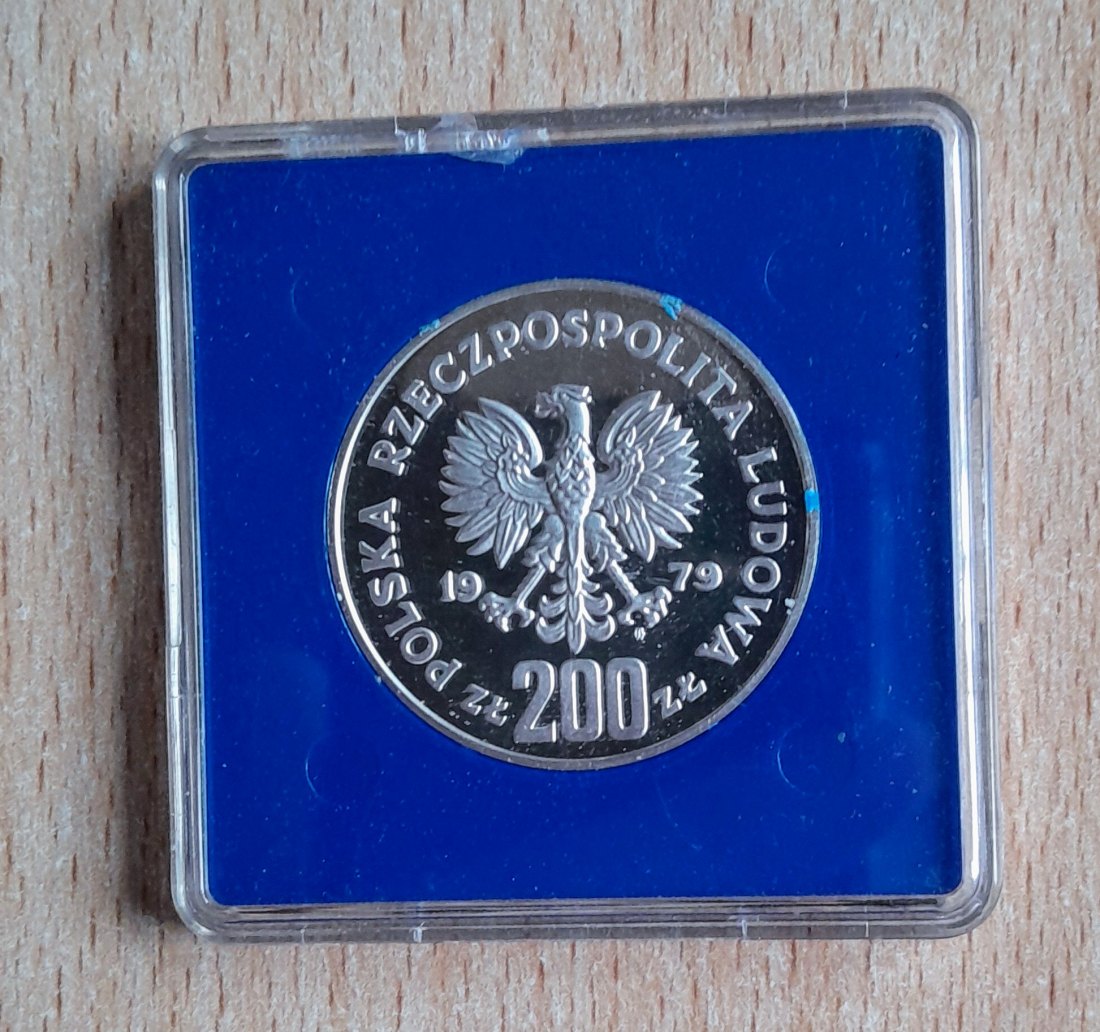 POLSKA RZECZPOSPOLITA LUDOWA
19 79
zł 200 zł